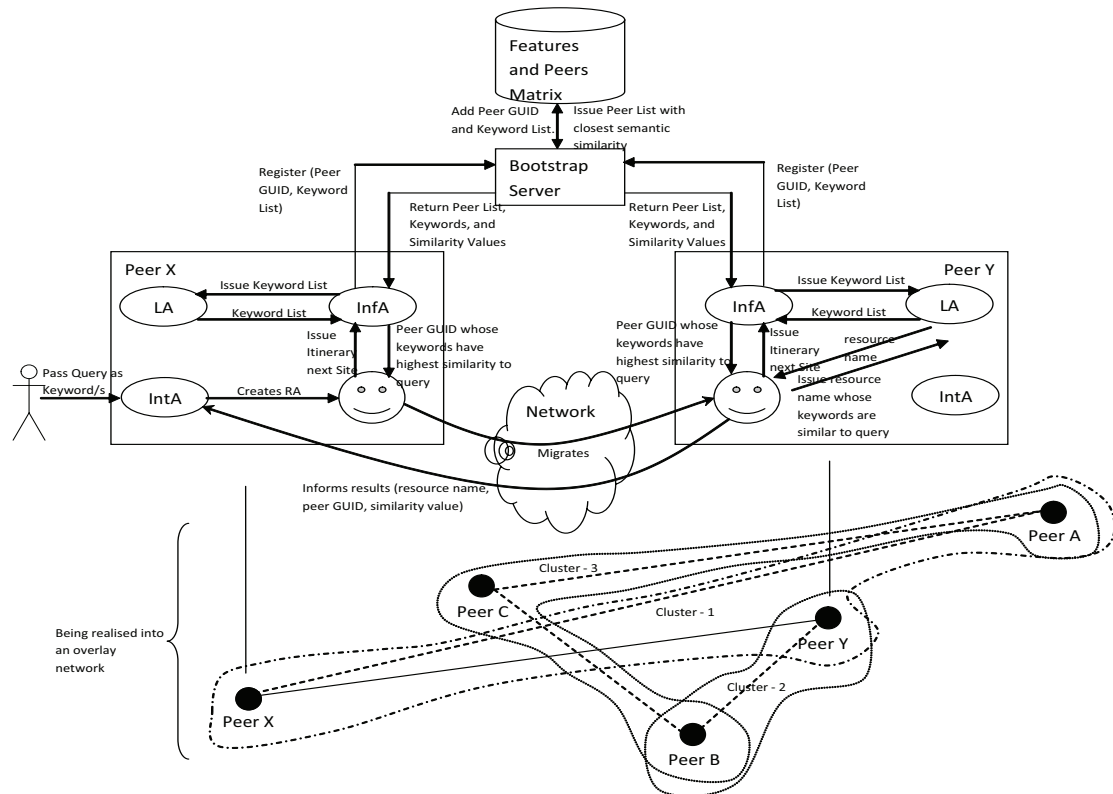 Features
and Peers
Matrix
Add Peer GUID
and Keyword List.
Issue Peer List with
closest semantic
similarity
Bootstrap
Server
Register (Peer
GUID, Keyword
List)
Register (Peer
GUID, Keyword
List)
Return Peer List,
Keywords, and
Similarity Values
Return Peer List,
Keywords, and
Similarity Values
Peer X
LA
Issue Keyword List
Keyword List
InfA
Issue
Itinerary
next Site
Peer GUID whose
keywords have
highest similarity to
query
Pass Query as
Keyword/s
IntA
Creates RA
Peer Y
InfA
Issue Keyword List
Keyword List
LA
Peer GUID whose
keywords have
highest similarity to
query
Issue
Itinerary
next Site
resource
name
Issue resource
name whose
keywords are
similar to query
IntA
Network
Migrates
Informs results (resource name,
peer GUID, similarity value)
Being realised into
an overlay
network
Peer A
Cluster - 3
Peer C
Cluster - 1
Peer Y
Cluster - 2
Peer X
Peer B